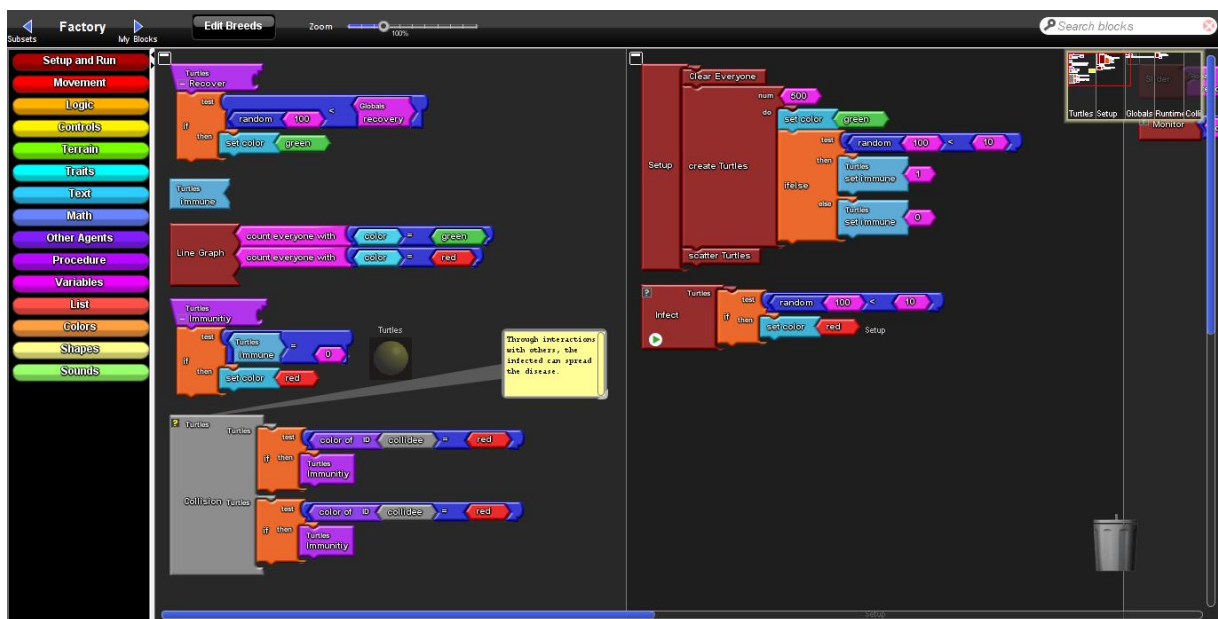 Subsets
Factory
My Blocks
Edit Breeds
Zoom
100%
Search blocks
Setup and Run
Movement
Logic
Controls
Terrain
Traits
Text
Math
Other Agents
Procedure
Variables
List
Colors
Shapes
Sounds
Turtles
Recover
if
test
random 100 < Globals recovery
then
set color green
Turtles
immune
Line Graph
count everyone with color = green
count everyone with color = red
Turtles
Immunitiy
if
test
Turtles
immune = 0
then
set color red
Turtles
Through interactions
with others, the
infected can spread
the disease.
? Turtles
Collision
Turtles
if
test
color of ID collidee = red
then
Turtles
Immunitiy
Turtles
if
test
color of ID collidee = red
then
Turtles
Immunitiy
Setup
Clear Everyone
create Turtles
num 500
do
set color green
ifelse
test
random 100 < 10
then
Turtles
set immune 1
else
Turtles
set immune 0
scatter Turtles
?
Infect
Turtles
if
test
random 100 < 10
then
set color red
Setup
Turtles Setup Globals Runtime Colli
Slider
Monitor
Setup